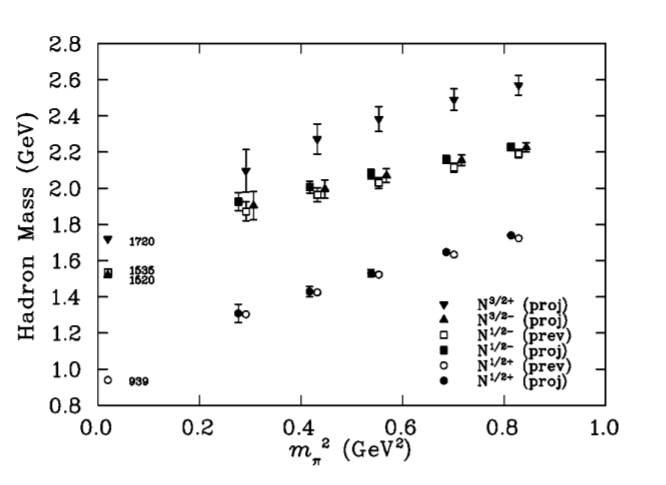 2.8
2.6
2.4
2.2
2.0
1.8
1.6
1.4
1.2
1.0
0.8
Hadron Mass (GeV)
1720
1535
1520
939
N3/2+ (proj)
N3/2- (proj)
N1/2- (prev)
N1/2- (proj)
N1/2+ (prev)
N1/2+ (proj)
0.0 0.2 0.4 0.6 0.8 1.0
mπ2 (GeV2)